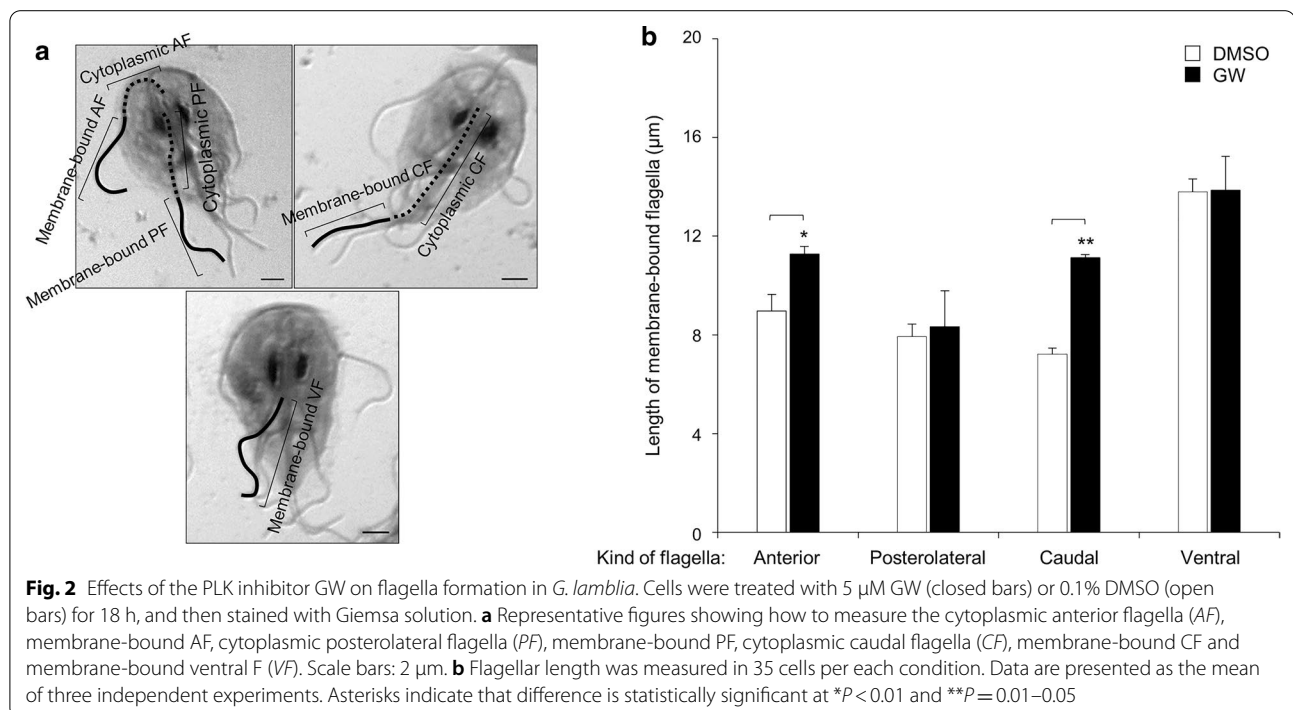 a
Cytoplasmic AF
Membrane-bound AF
Cytoplasmic PF
Membrane-bound PF
Membrane-bound CF
Cytoplasmic CF
Membrane-bound VF
b
Length of membrane-bound flagella (µm)
20
16
12
8
4
0
DMSO
GW
*
**
Kind of flagella: Anterior Posterolateral Caudal Ventral
Fig. 2 Effects of the PLK inhibitor GW on flagella formation in G. lamblia. Cells were treated with 5 µM GW (closed bars) or 0.1% DMSO (open
bars) for 18 h, and then stained with Giemsa solution. a Representative figures showing how to measure the cytoplasmic anterior flagella (AF),
membrane-bound AF, cytoplasmic posterolateral flagella (PF), membrane-bound PF, cytoplasmic caudal flagella (CF), membrane-bound CF and
membrane-bound ventral F (VF). Scale bars: 2 µm. b Flagellar length was measured in 35 cells per each condition. Data are presented as the mean
of three independent experiments. Asterisks indicate that difference is statistically significant at *P < 0.01 and **P = 0.01–0.05